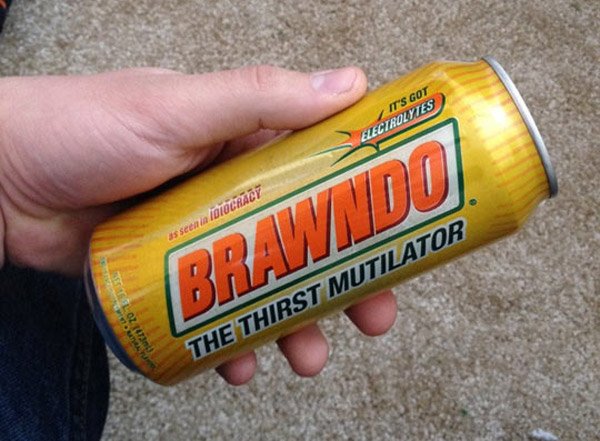 IT'S GOT
ELECTROLYTES
as seen in IDIOCRACY
BRAWNDO
THE THIRST MUTILATOR